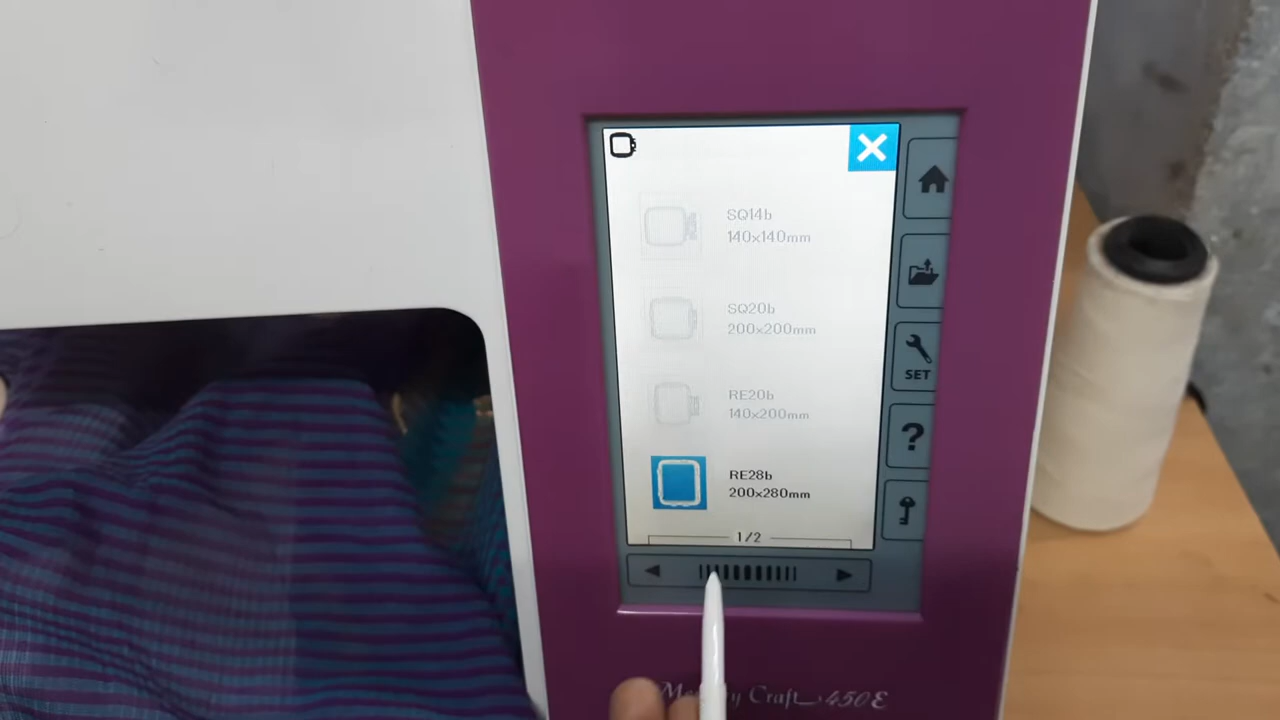 SQ14b
140x140mm
SQ20b
200x200mm
RE20b
140x200mm
RE28b
200x280mm
1/2
SET
?
Craft 450E